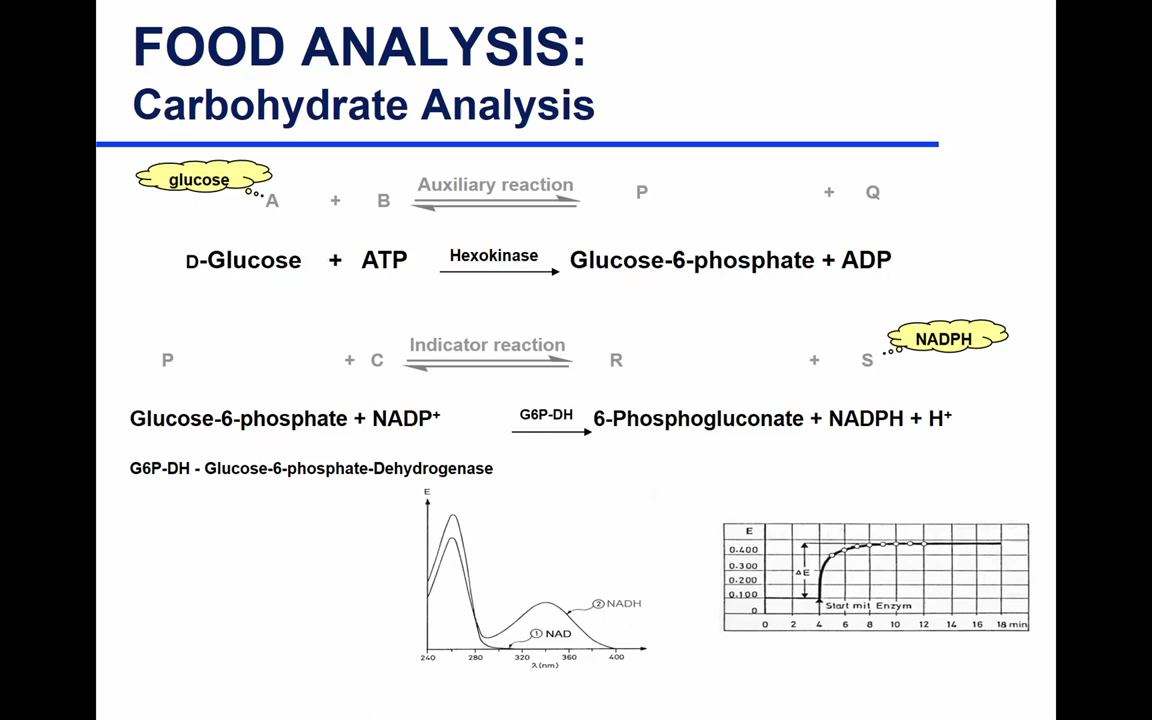 FOOD ANALYSIS:
Carbohydrate Analysis
glucose
A + B Auxiliary reaction P + Q
D-Glucose + ATP Hexokinase Glucose-6-phosphate + ADP
NADPH
P + C Indicator reaction R + S
Glucose-6-phosphate + NADP⁺ G6P-DH 6-Phosphogluconate + NADPH + H⁺
G6P-DH - Glucose-6-phosphate-Dehydrogenase
E
② NADH
① NAD
240 280 320 360 400
λ(nm)
E
0.400
0.300
ΔE
0.200
0.100
Start mit Enzym
0
0 2 4 6 8 10 12 14 16 18 min